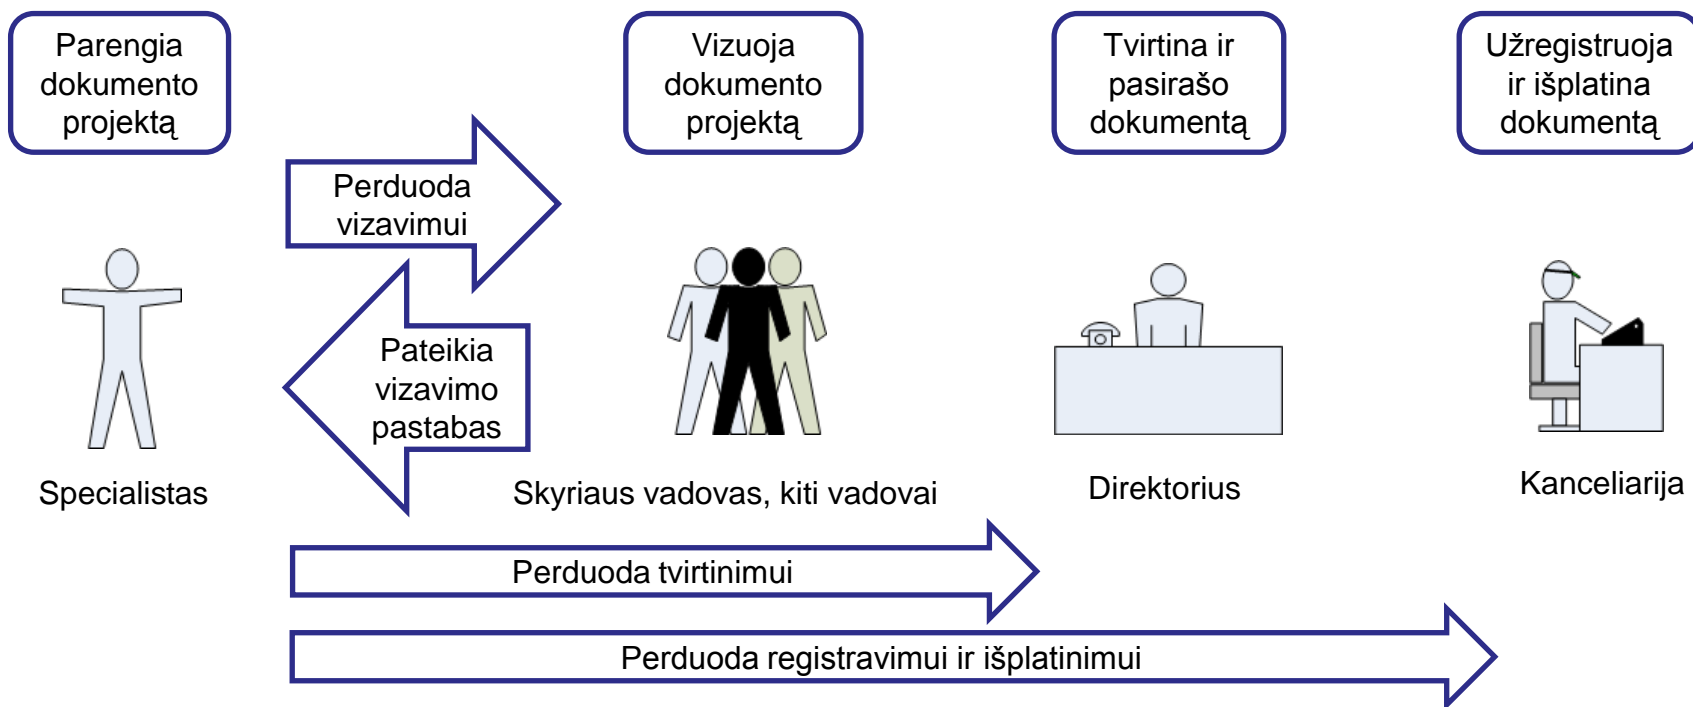 Parengia
dokumento
projektą
Vizuoja
dokumento
projektą
Tvirtina ir
pasirašo
dokumentą
Užregistruoja
ir išplatina
dokumentą
Perduoda
vizavimui
Pateikia
vizavimo
pastabas
Specialistas
Skyriaus vadovas, kiti vadovai
Direktorius
Kanceliarija
Perduoda tvirtinimui
Perduoda registravimui ir išplatinimui